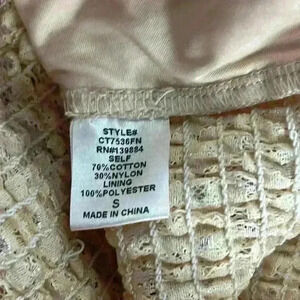 STYLE#
CT7536FN
RN#139884
SELF
70%COTTON
30%NYLON
LINING
100%POLYESTER
S
MADE IN CHINA